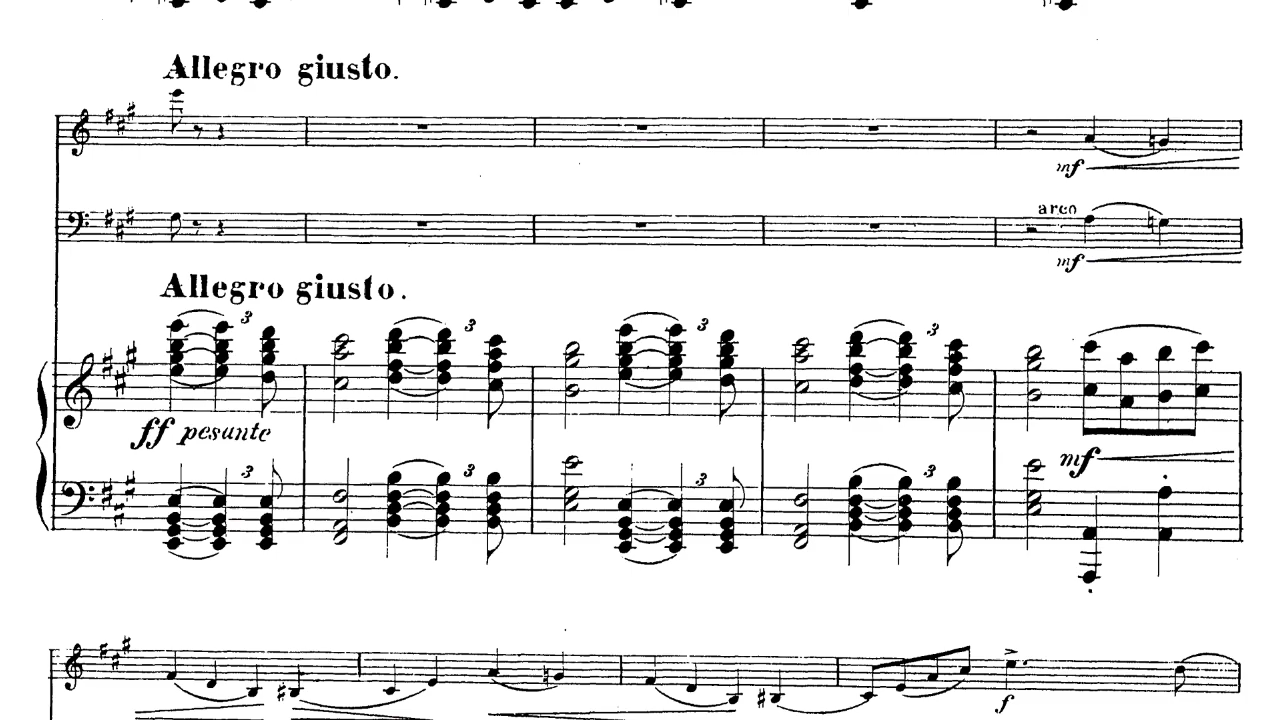 Allegro giusto.
mf
arco
mf
Allegro giusto.
3 3 3 3
ff pesante
mf
3 3 3 3
f